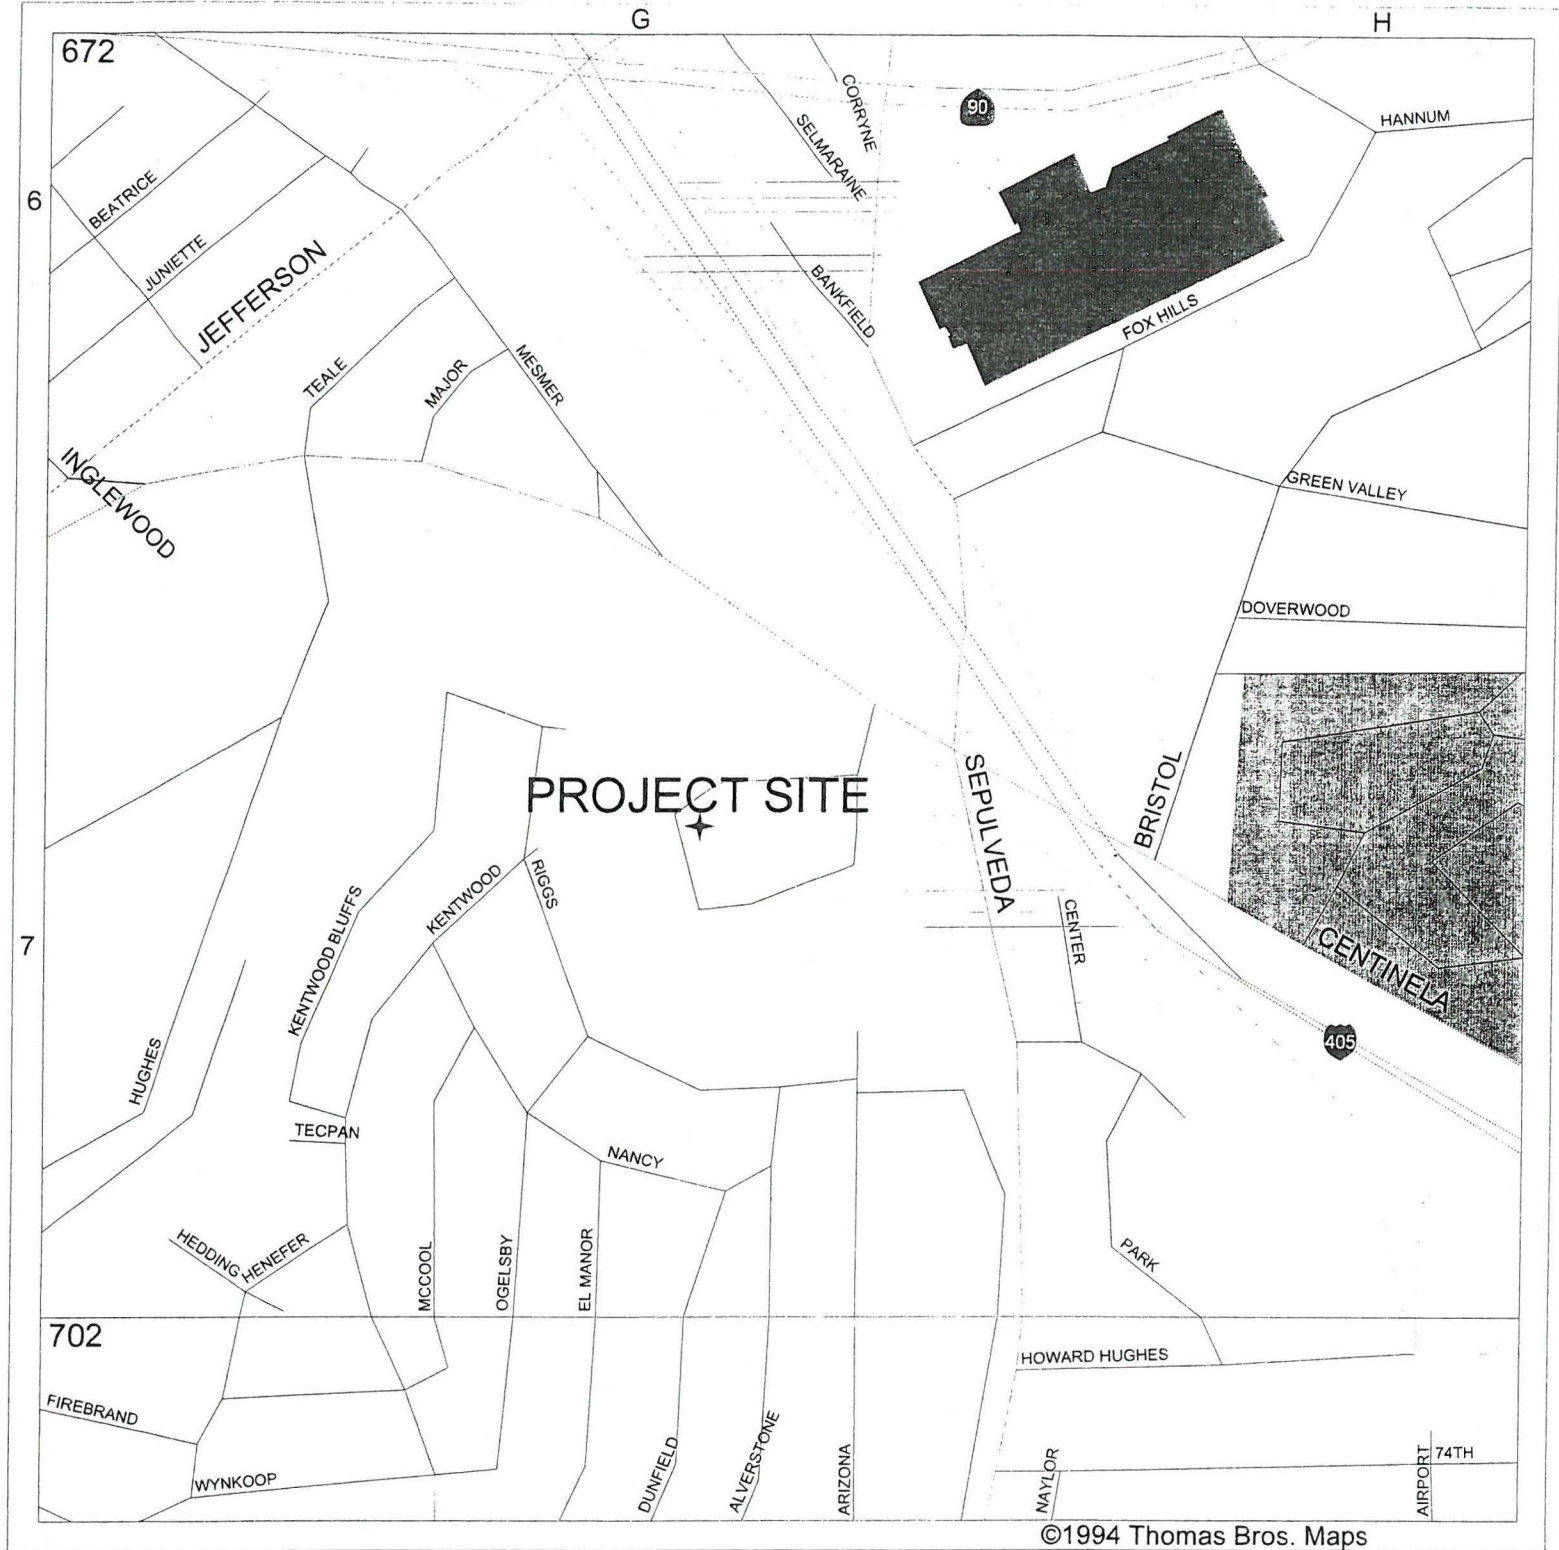 G
H
672
CORRYNE
90
SELMARAINE
HANNUM
6
BEATRICE
JUNIETTE
JEFFERSON
BANKFIELD
FOX HILLS
TEALE
MAJOR
MESMER
INGLEWOOD
GREEN VALLEY
DOVERWOOD
PROJECT SITE
SEPULVEDA
BRISTOL
KENTWOOD
RIGGS
KENTWOOD BLUFFS
CENTER
7
CENTINELA
405
HUGHES
TECPAN
NANCY
HEDDING
HENEFER
MCCOOL
OGELSBY
EL MANOR
PARK
702
HOWARD HUGHES
FIREBRAND
WYNKOOP
DUNFIELD
ALVERSTONE
ARIZONA
NAYLOR
AIRPORT
74TH
©1994 Thomas Bros. Maps